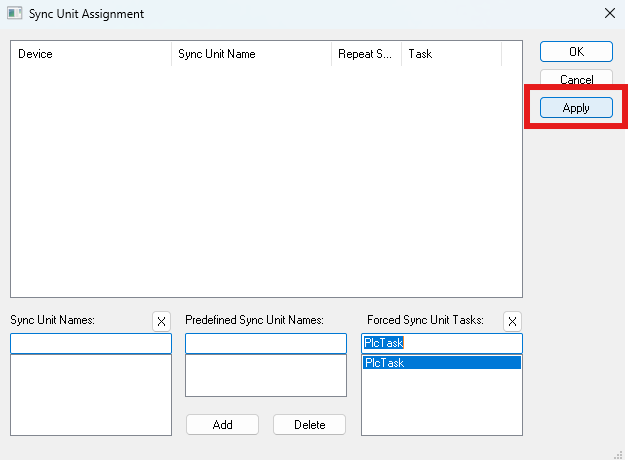 Sync Unit Assignment
Device Sync Unit Name Repeat S... Task
OK
Cancel
Apply
Sync Unit Names: X Predefined Sync Unit Names: Forced Sync Unit Tasks: X
PlcTask
PlcTask
Add Delete